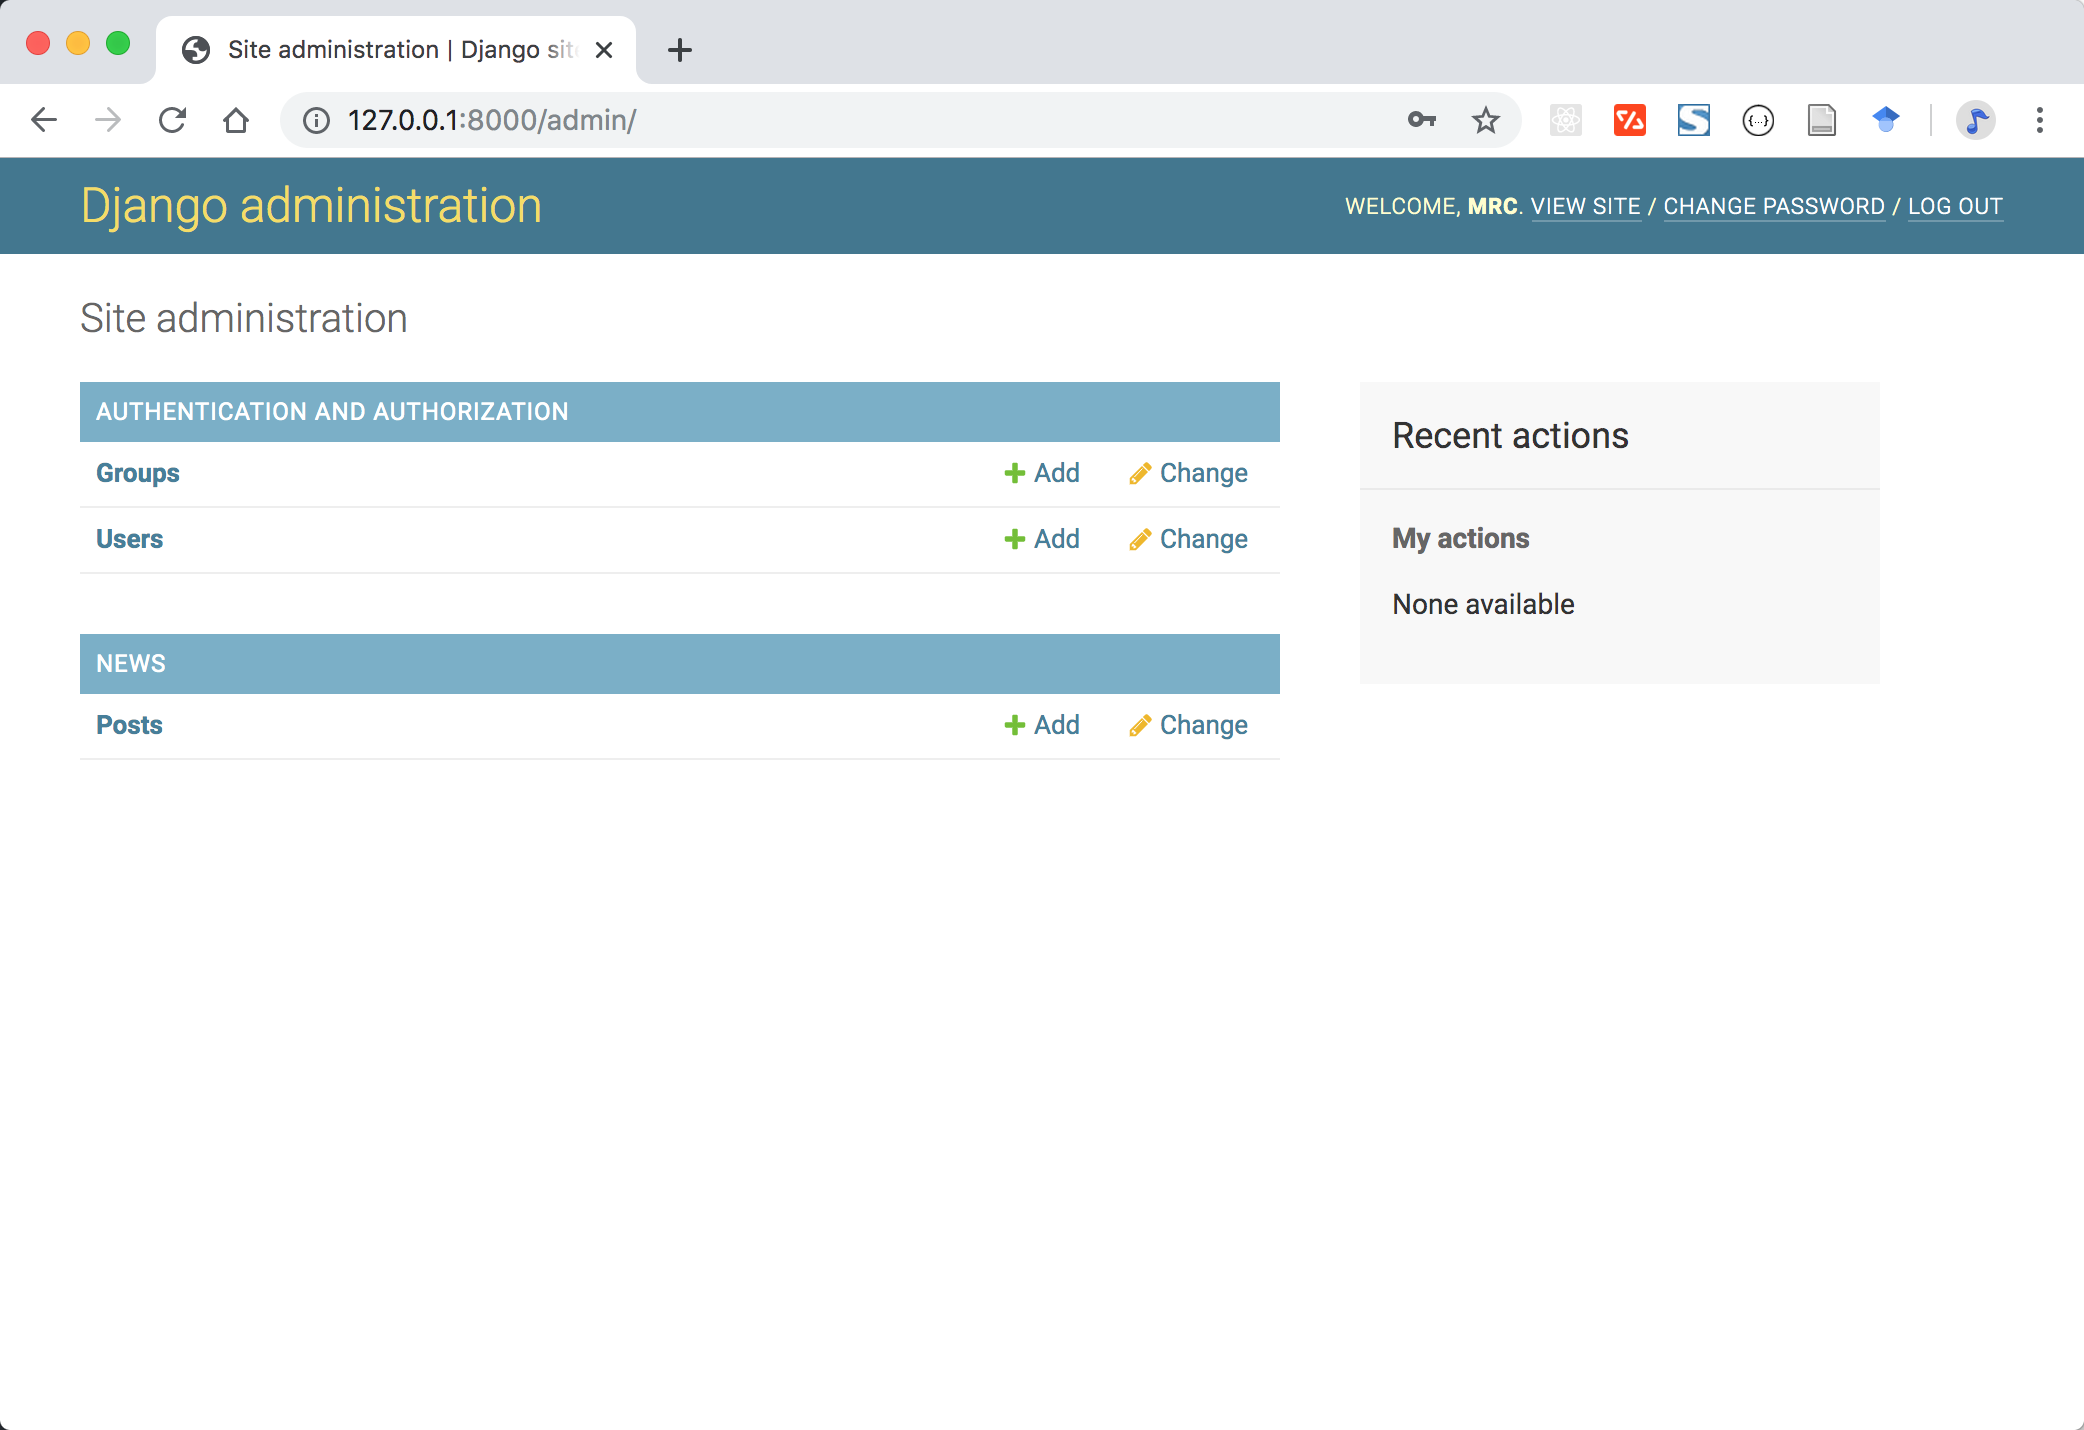 Site administration | Django sit
127.0.0.1:8000/admin/
Django administration
WELCOME, MRC. VIEW SITE / CHANGE PASSWORD / LOG OUT
Site administration
AUTHENTICATION AND AUTHORIZATION
Groups Add Change
Users Add Change
NEWS
Posts Add Change
Recent actions
My actions
None available